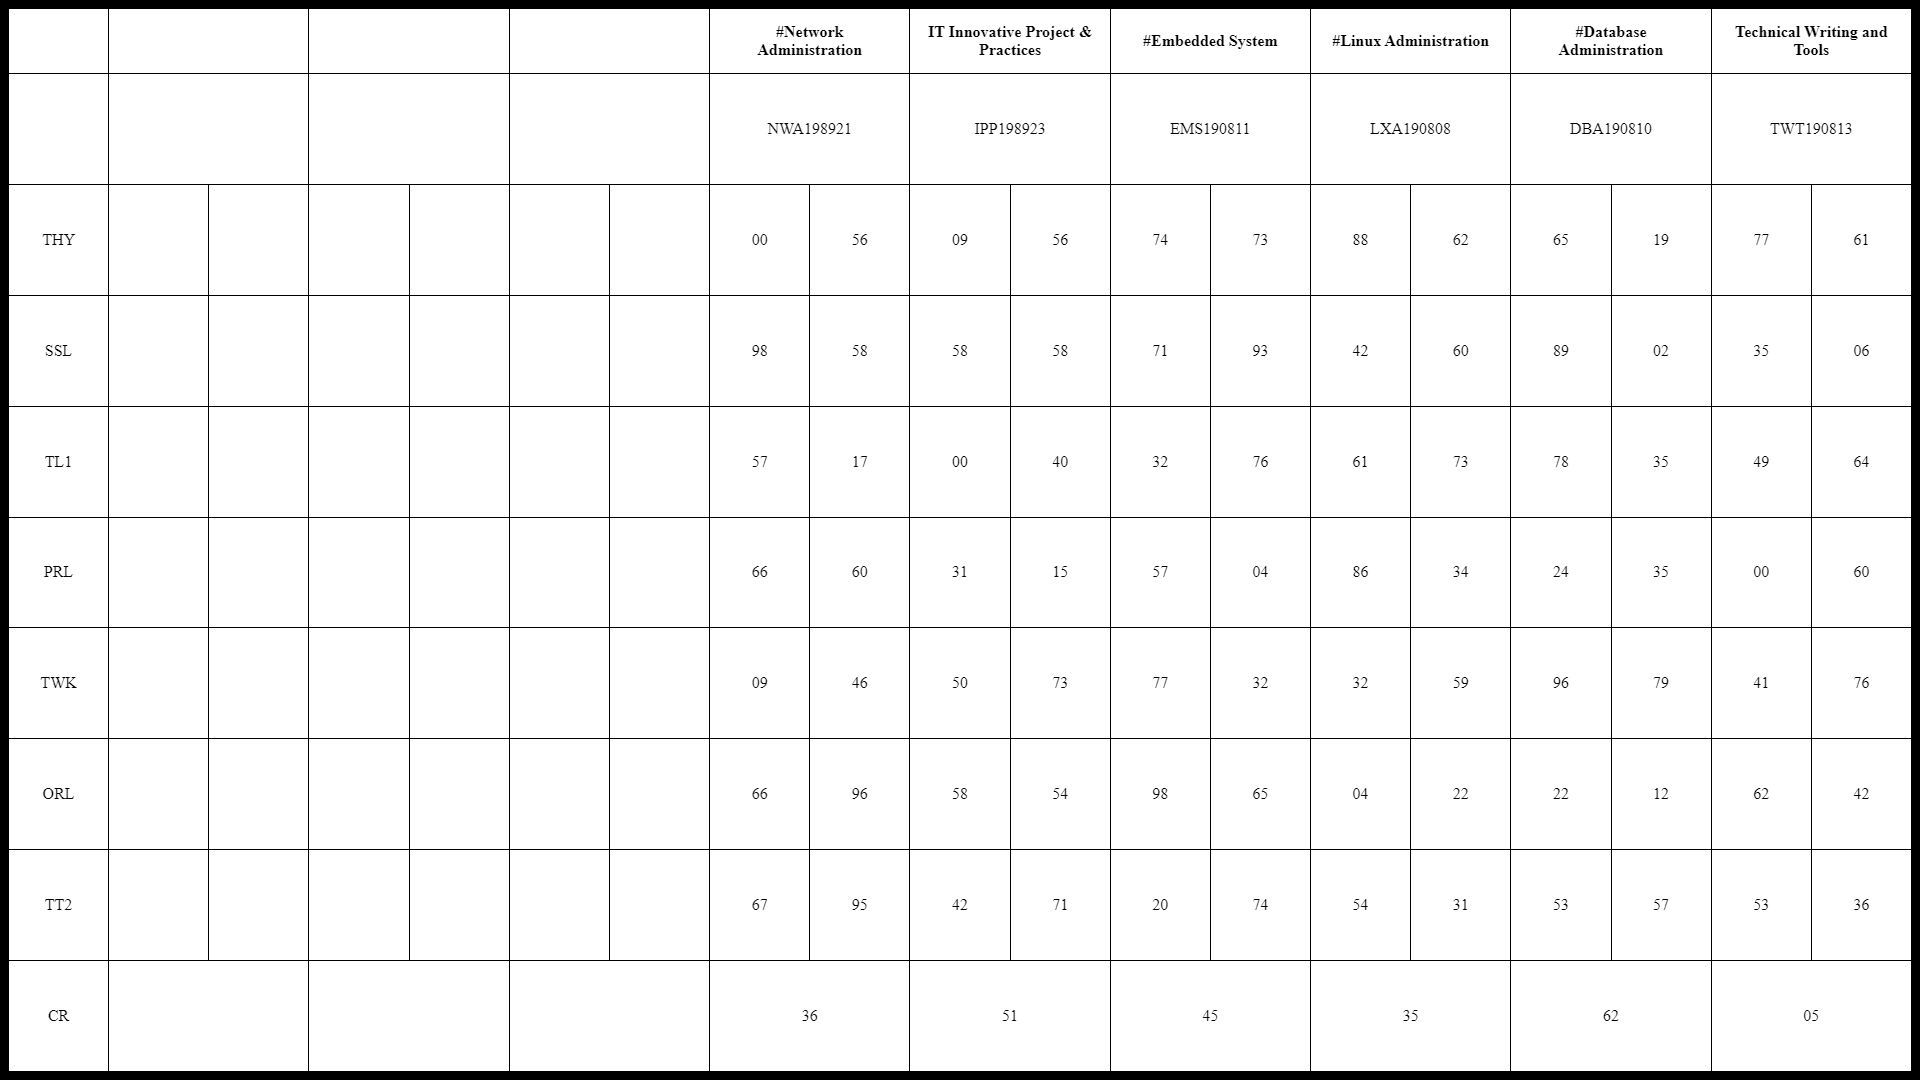 #Network Administration IT Innovative Project & Practices #Embedded System #Linux Administration #Database Administration Technical Writing and Tools
NWA198921 IPP198923 EMS190811 LXA190808 DBA190810 TWT190813
THY 00 56 09 56 74 73 88 62 65 19 77 61
SSL 98 58 58 58 71 93 42 60 89 02 35 06
TL1 57 17 00 40 32 76 61 73 78 35 49 64
PRL 66 60 31 15 57 04 86 34 24 35 00 60
TWK 09 46 50 73 77 32 32 59 96 79 41 76
ORL 66 96 58 54 98 65 04 22 22 12 62 42
TT2 67 95 42 71 20 74 54 31 53 57 53 36
CR 36 51 45 35 62 05